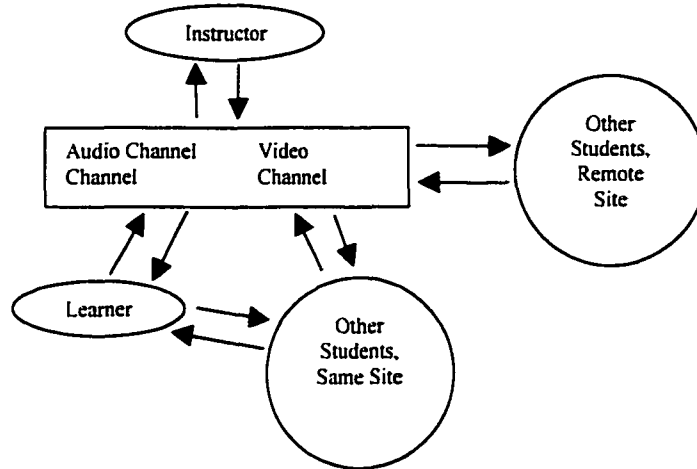 Instructor
Audio Channel Video
Channel Channel
Other
Students,
Remote
Site
Learner
Other
Students,
Same Site